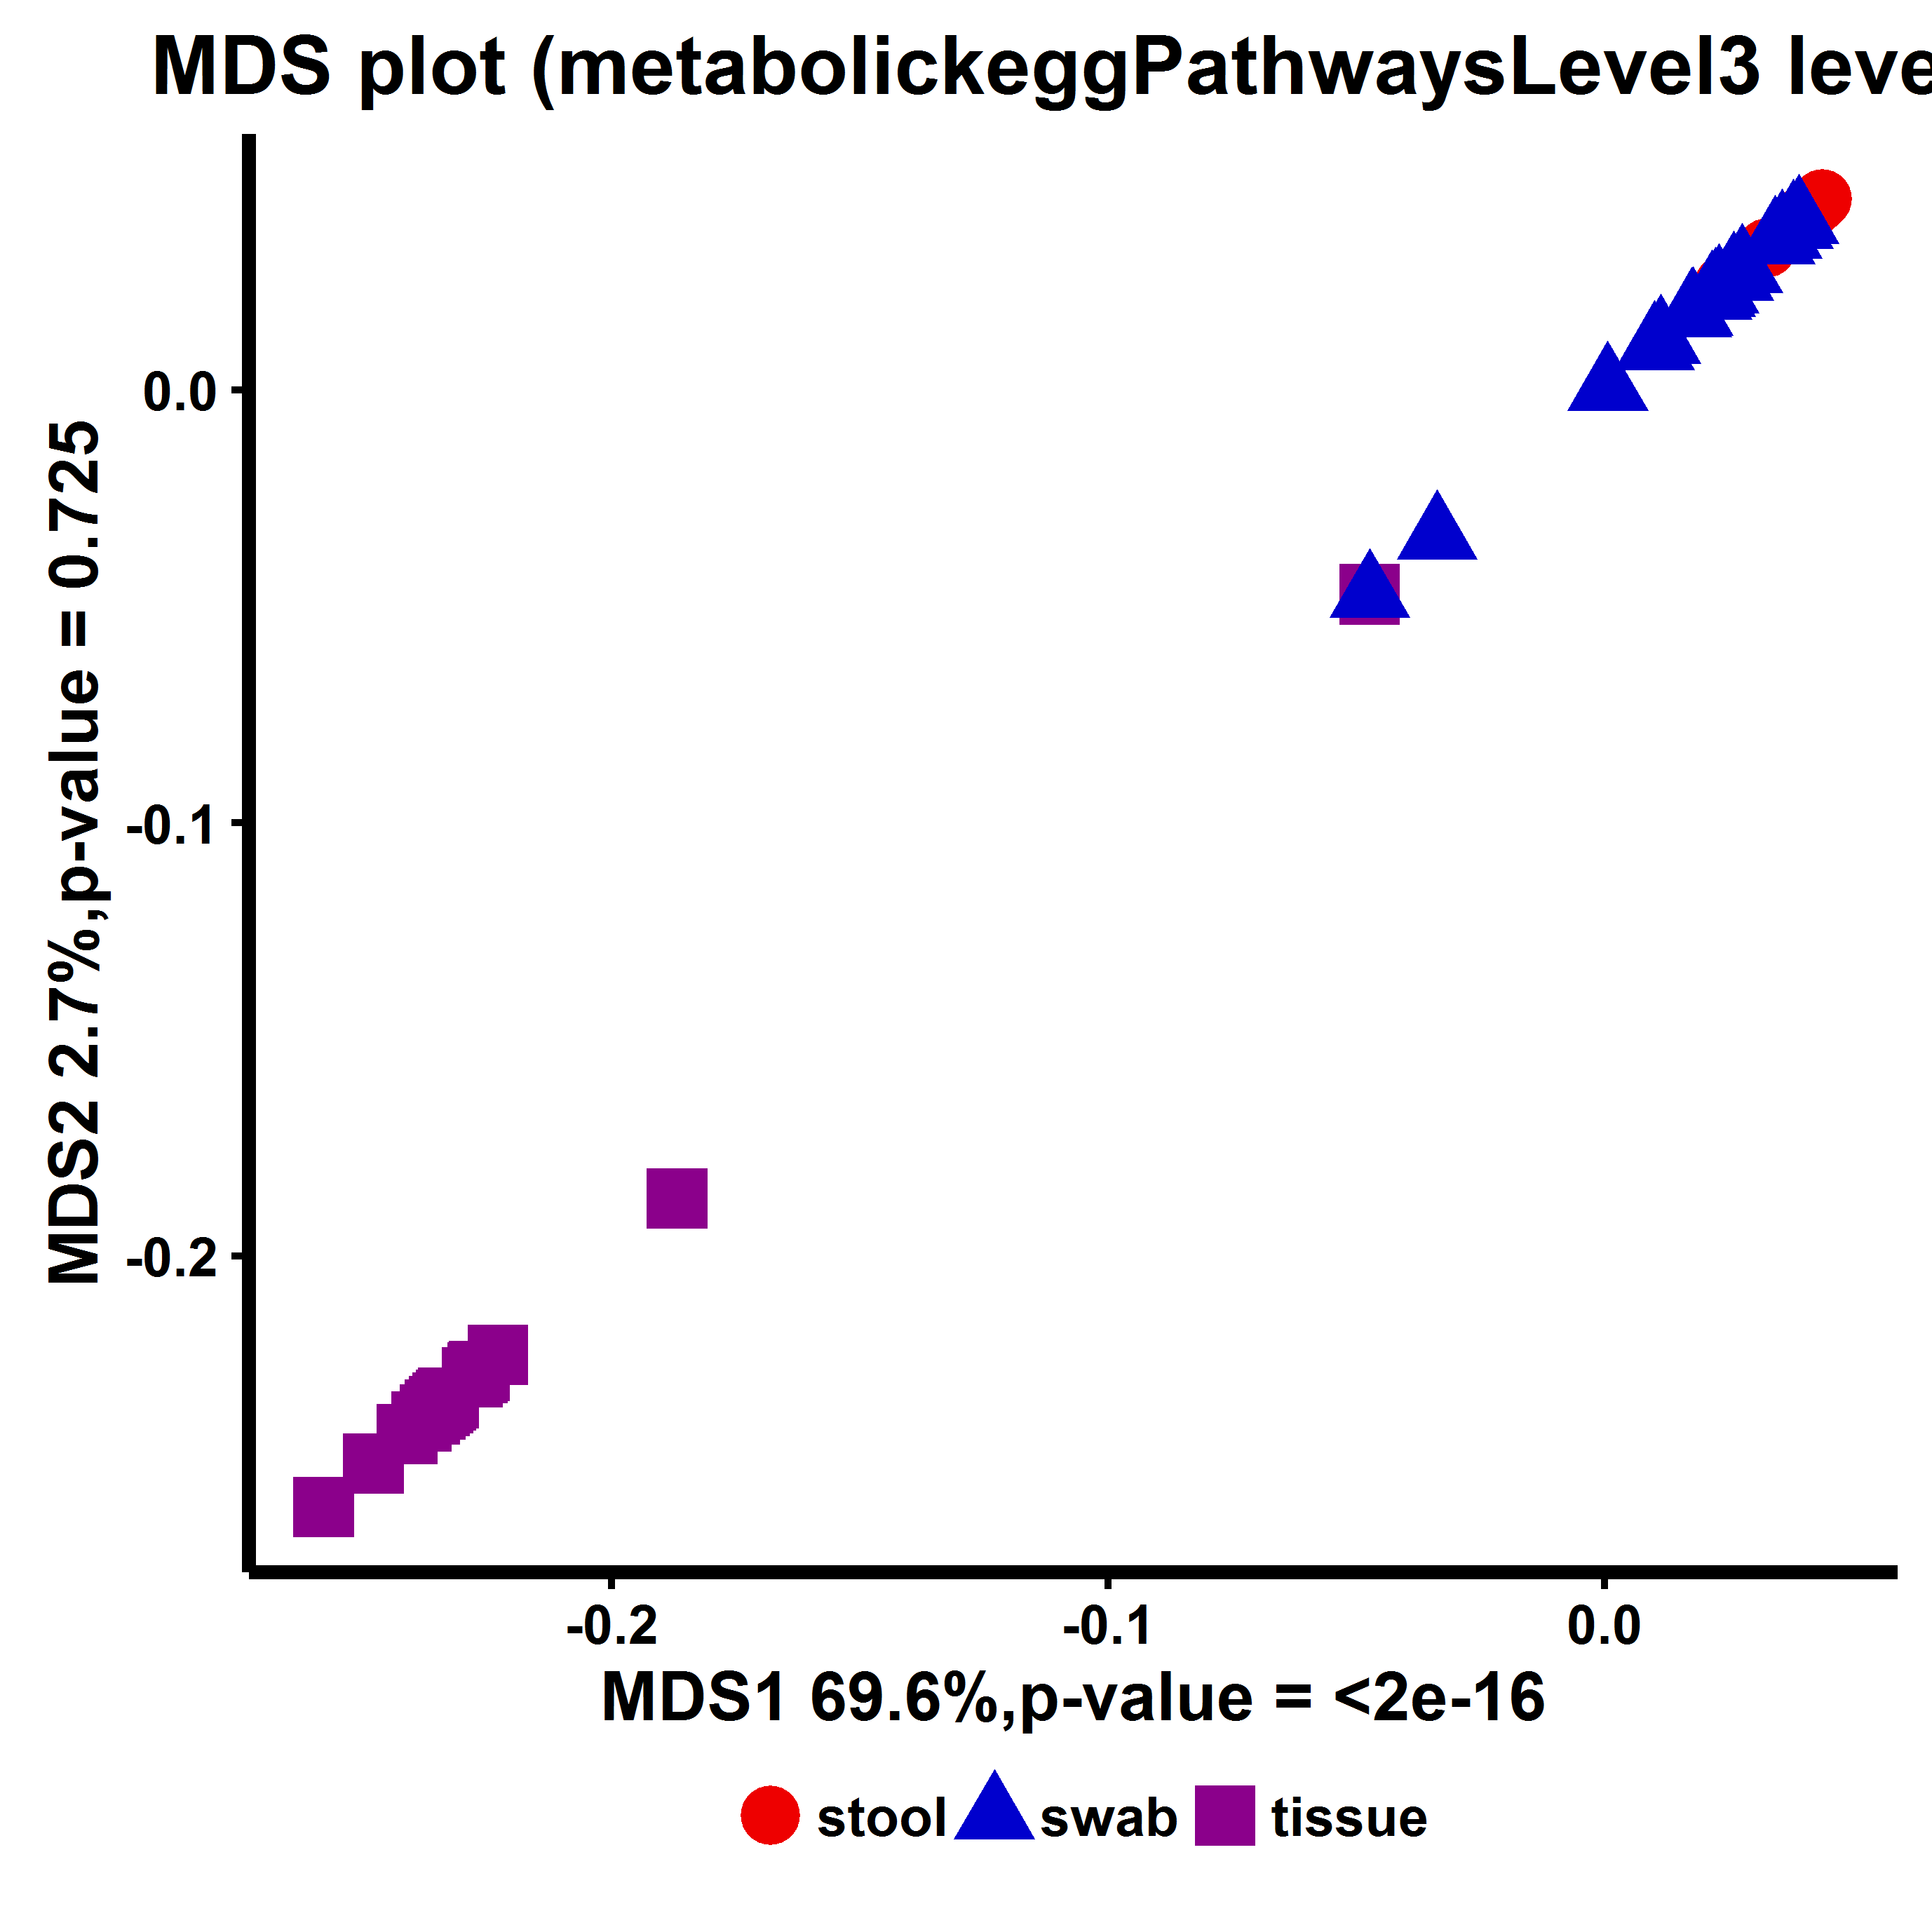 MDS plot (metabolickeggPathwaysLevel3 leve
MDS2 2.7%,p-value = 0.725
0.0
-0.1
-0.2
-0.2 -0.1 0.0
MDS1 69.6%,p-value = <2e-16
stool swab tissue